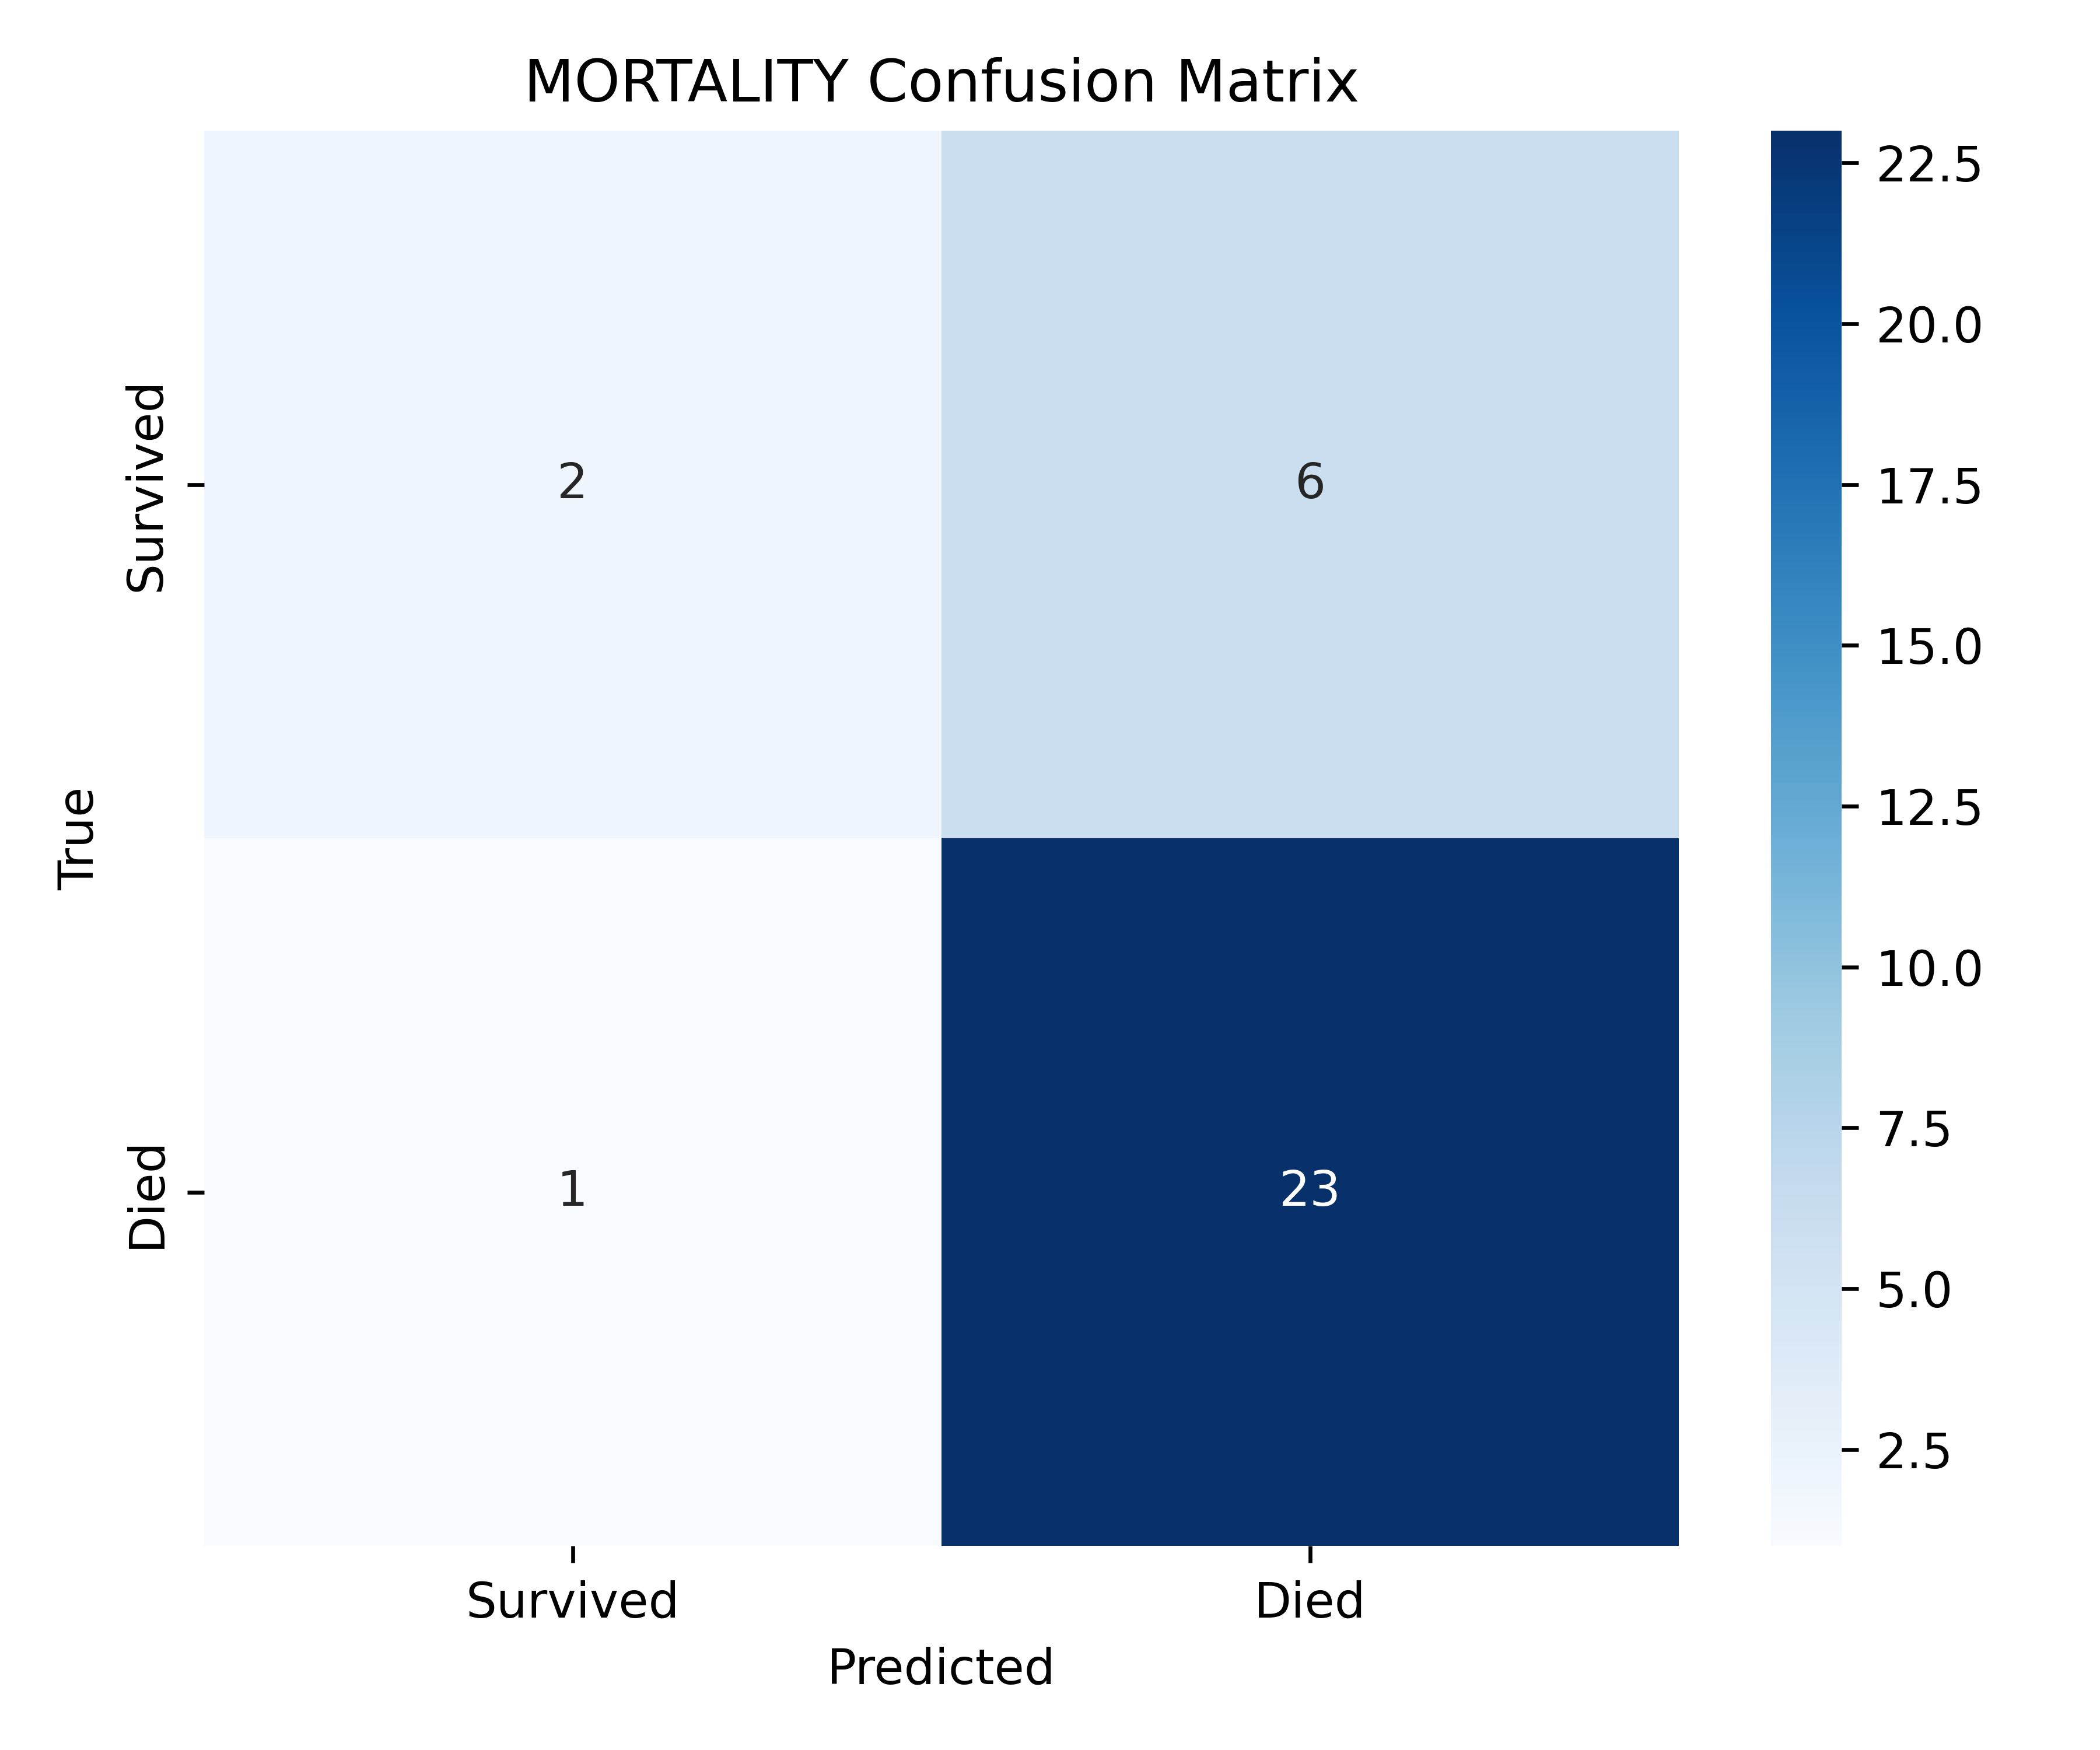 MORTALITY Confusion Matrix
True
Survived
Died
2
6
1
23
Survived
Died
Predicted
22.5
20.0
17.5
15.0
12.5
10.0
7.5
5.0
2.5